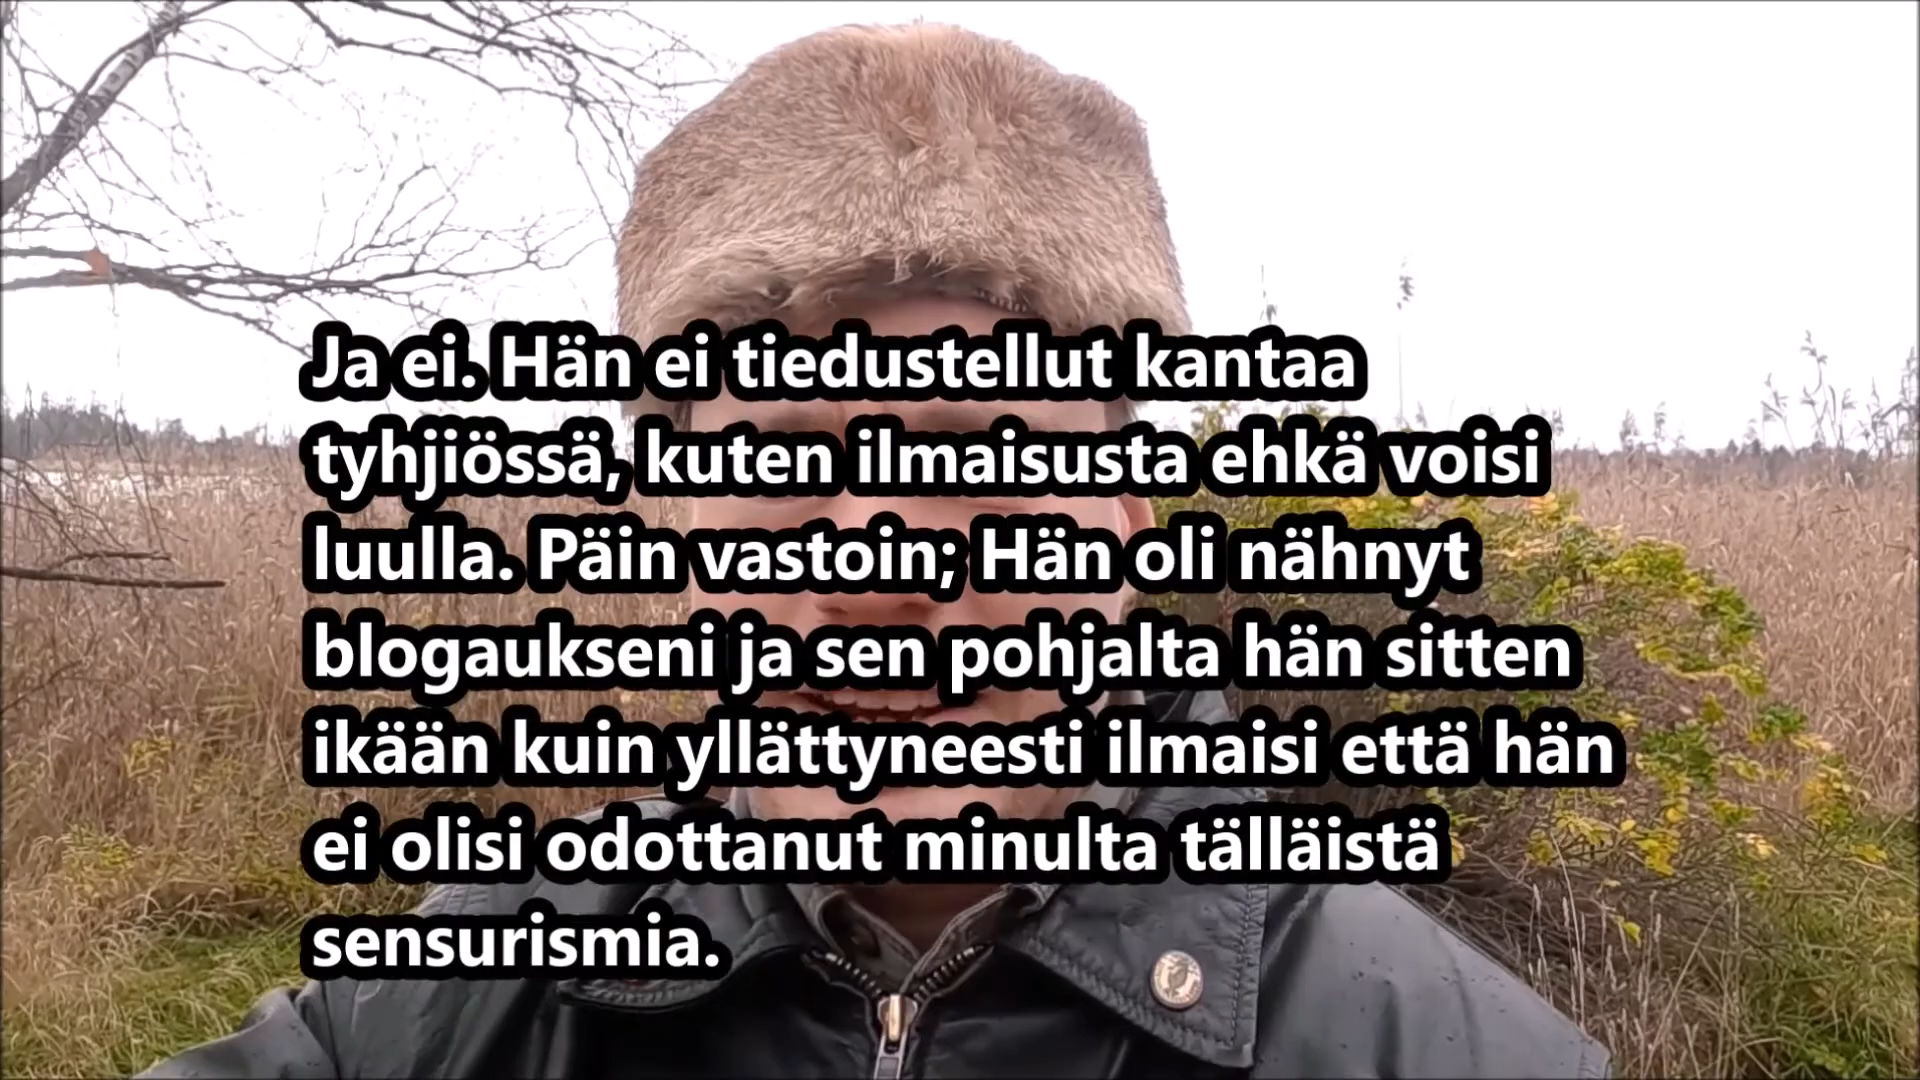 Ja ei. Hän ei tiedustellut kantaa
tyhjiössä, kuten ilmaisusta ehkä voisi
luulla. Päin vastoin; Hän oli nähnyt
blogaukseni ja sen pohjalta hän sitten
ikään kuin yllättyneesti ilmaisi että hän
ei olisi odottanut minulta tälläistä
sensurismia.